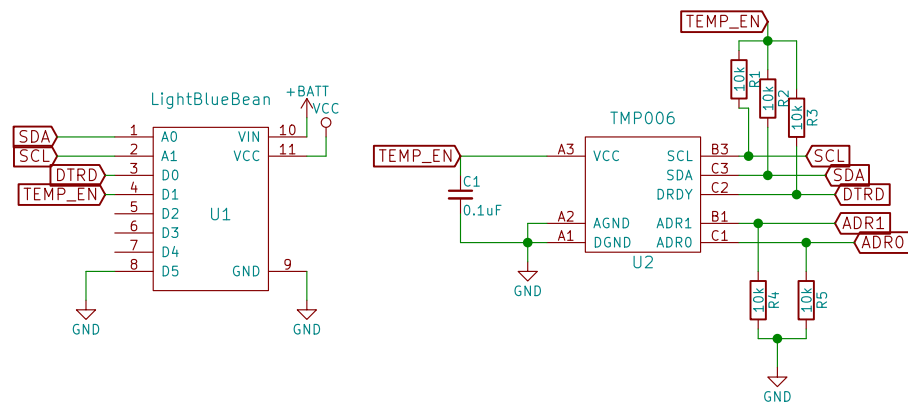 LightBlueBean
+BATT
VCC
SDA 1 A0 VIN 10
SCL 2 A1 VCC 11
DTRD 3 D0
TEMP_EN 4 D1
5 D2 U1
6 D3
7 D4
8 D5 GND 9
GND GND
TEMP_EN
10k R1
10k R2
10k R3
TMP006
TEMP_EN A3 VCC SCL B3 SCL
C1 SDA C3 SDA
0.1uF DRDY C2 DTRD
A2 AGND ADR1 B1 ADR1
A1 DGND ADR0 C1 ADR0
U2
GND
10k R4
10k R5
GND